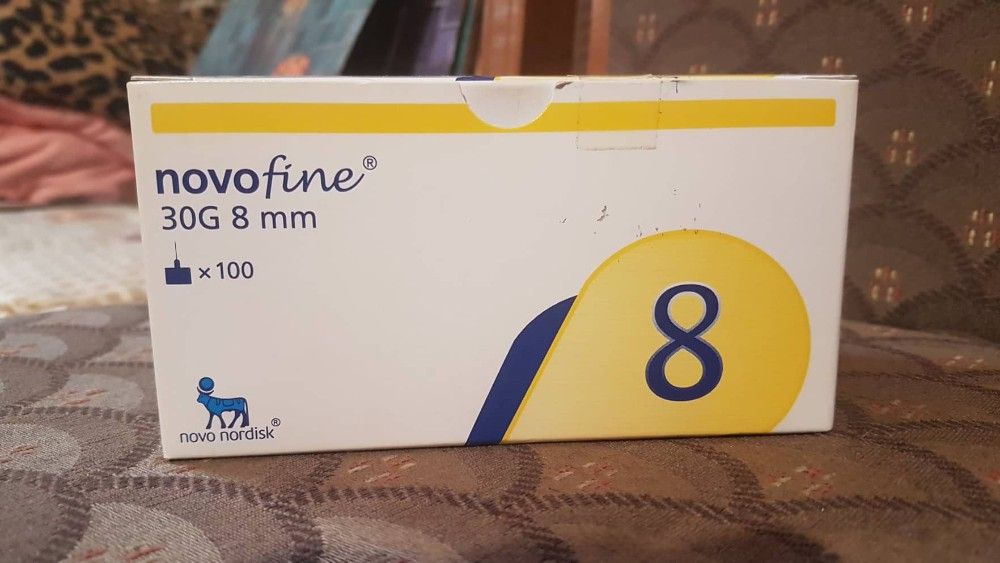 novofine®
30G 8 mm
× 100
8
novo nordisk®